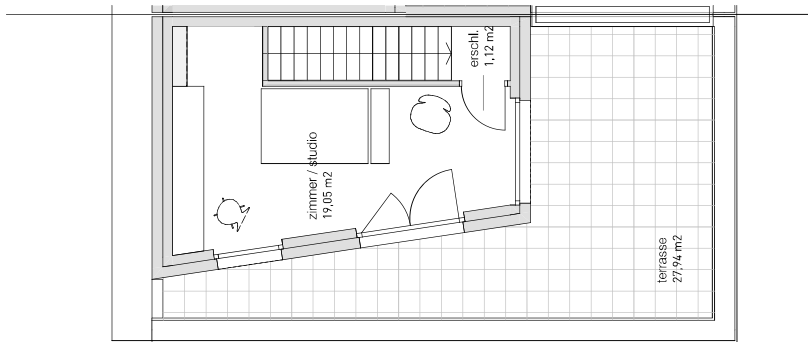 erschl.
1,12 m2
zimmer / studio
19,05 m2
terrasse
27,94 m2